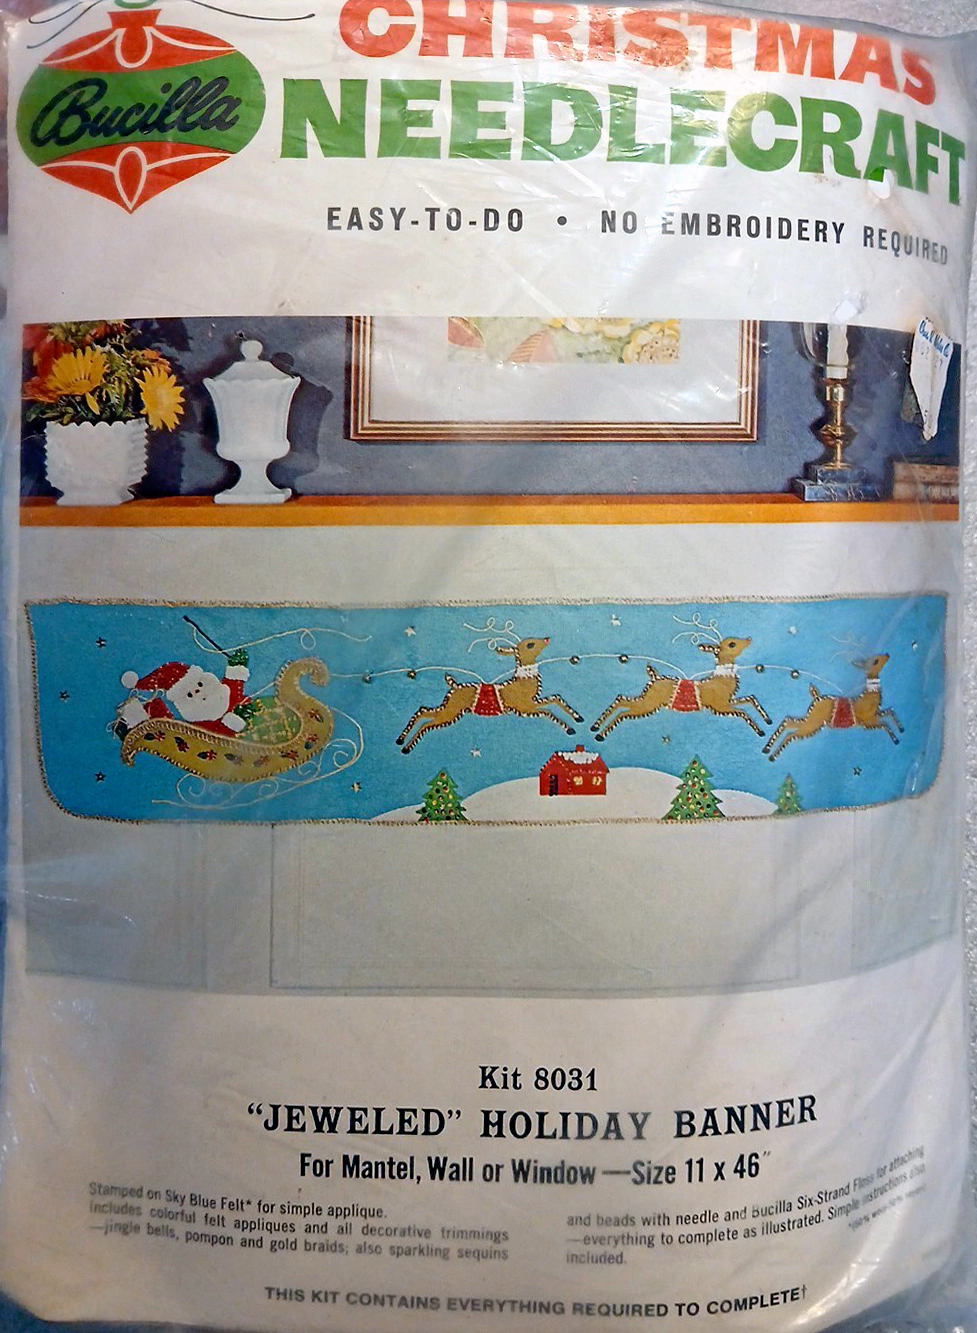 CHRISTMAS
Bucilla
NEEDLECRAFT
EASY-TO-DO • NO EMBROIDERY REQUIRED
Kit 8031
“JEWELED” HOLIDAY BANNER
For Mantel, Wall or Window—Size 11 x 46"
Stamped on Sky Blue Felt* for simple applique.
Includes colorful felt appliques and all decorative trimmings
—jingle bells, pompon and gold braids; also sparkling sequins
and beads with needle and Bucilla Six-Strand Floss for attaching
—everything to complete as illustrated. Simple instructions also
included.
THIS KIT CONTAINS EVERYTHING REQUIRED TO COMPLETE†